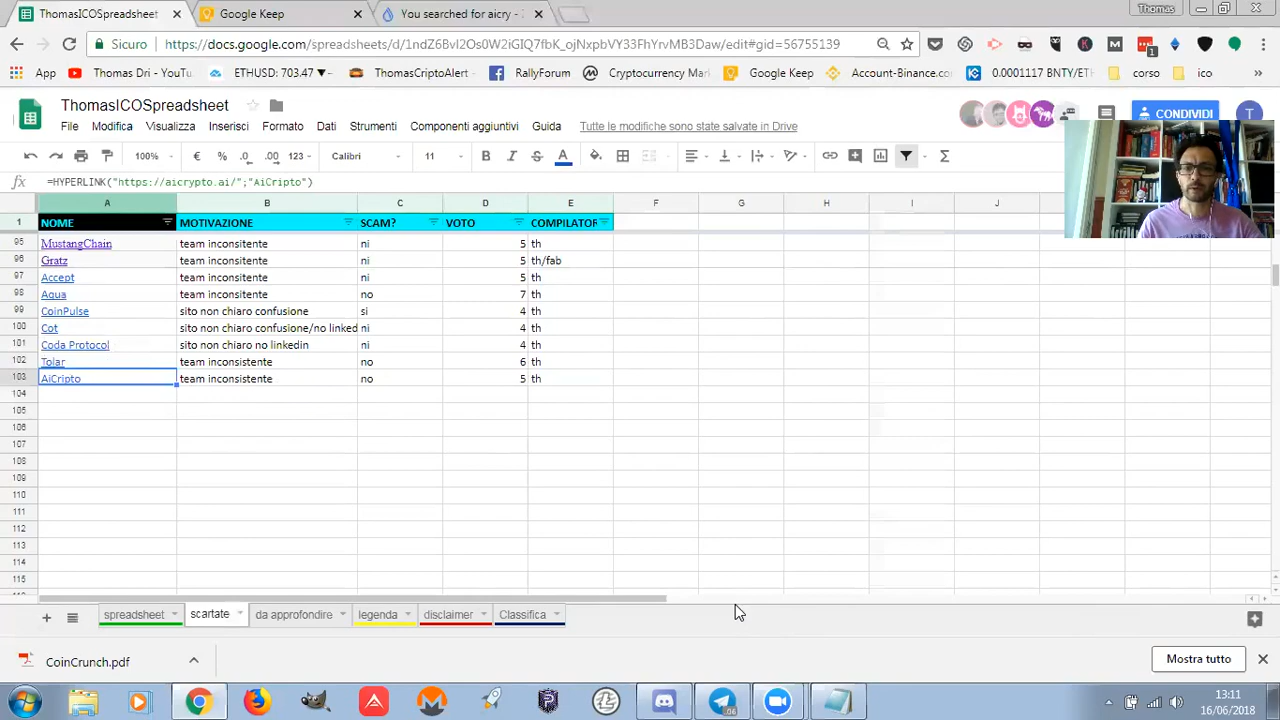 ThomasICOSpreadsheet
Google Keep
You searched for aicry -
Thomas
Sicuro
https://docs.google.com/spreadsheets/d/1ndZ6BvI2Os0W2GIQ7fbK_ojNxpbVY33FhYrvMB3Daw/edit#gid=56755139
App
Thomas Dri - YouTu
ETHUSD: 703.47
ThomasCriptoAlert -
RallyForum
Cryptocurrency Mark
Google Keep
Account-Binance.co
0.0001117 BNTY/ETH
corso
ico
ThomasICOSpreadsheet
CONDIVIDI
T
File Modifica Visualizza Inserisci Formato Dati Strumenti Componenti aggiuntivi Guida Tutte le modifiche sono state salvate in Drive
100% € % .0 .00 123 Calibri 11 B I S A
fx =HYPERLINK("https://aicrypto.ai/";"AiCripto")
A B C D E F G H I J
1 NOME MOTIVAZIONE SCAM? VOTO COMPILATOR
95 MustangChain team inconsitente ni 5 th
96 Gratz team inconsitente ni 5 th/fab
97 Accept team inconsitente ni 5 th
98 Aqua team inconsitente no 7 th
99 CoinPulse sito non chiaro confusione si 4 th
100 Cot sito non chiaro confusione/no linked ni 4 th
101 Coda Protocol sito non chiaro no linkedin ni 4 th
102 Tolar team inconsistente no 6 th
103 AiCripto team inconsistente no 5 th
104
105
106
107
108
109
110
111
112
113
114
115
spreadsheet scartate da approfondire legenda disclaimer Classifica
CoinCrunch.pdf
Mostra tutto
13:11
16/06/2018